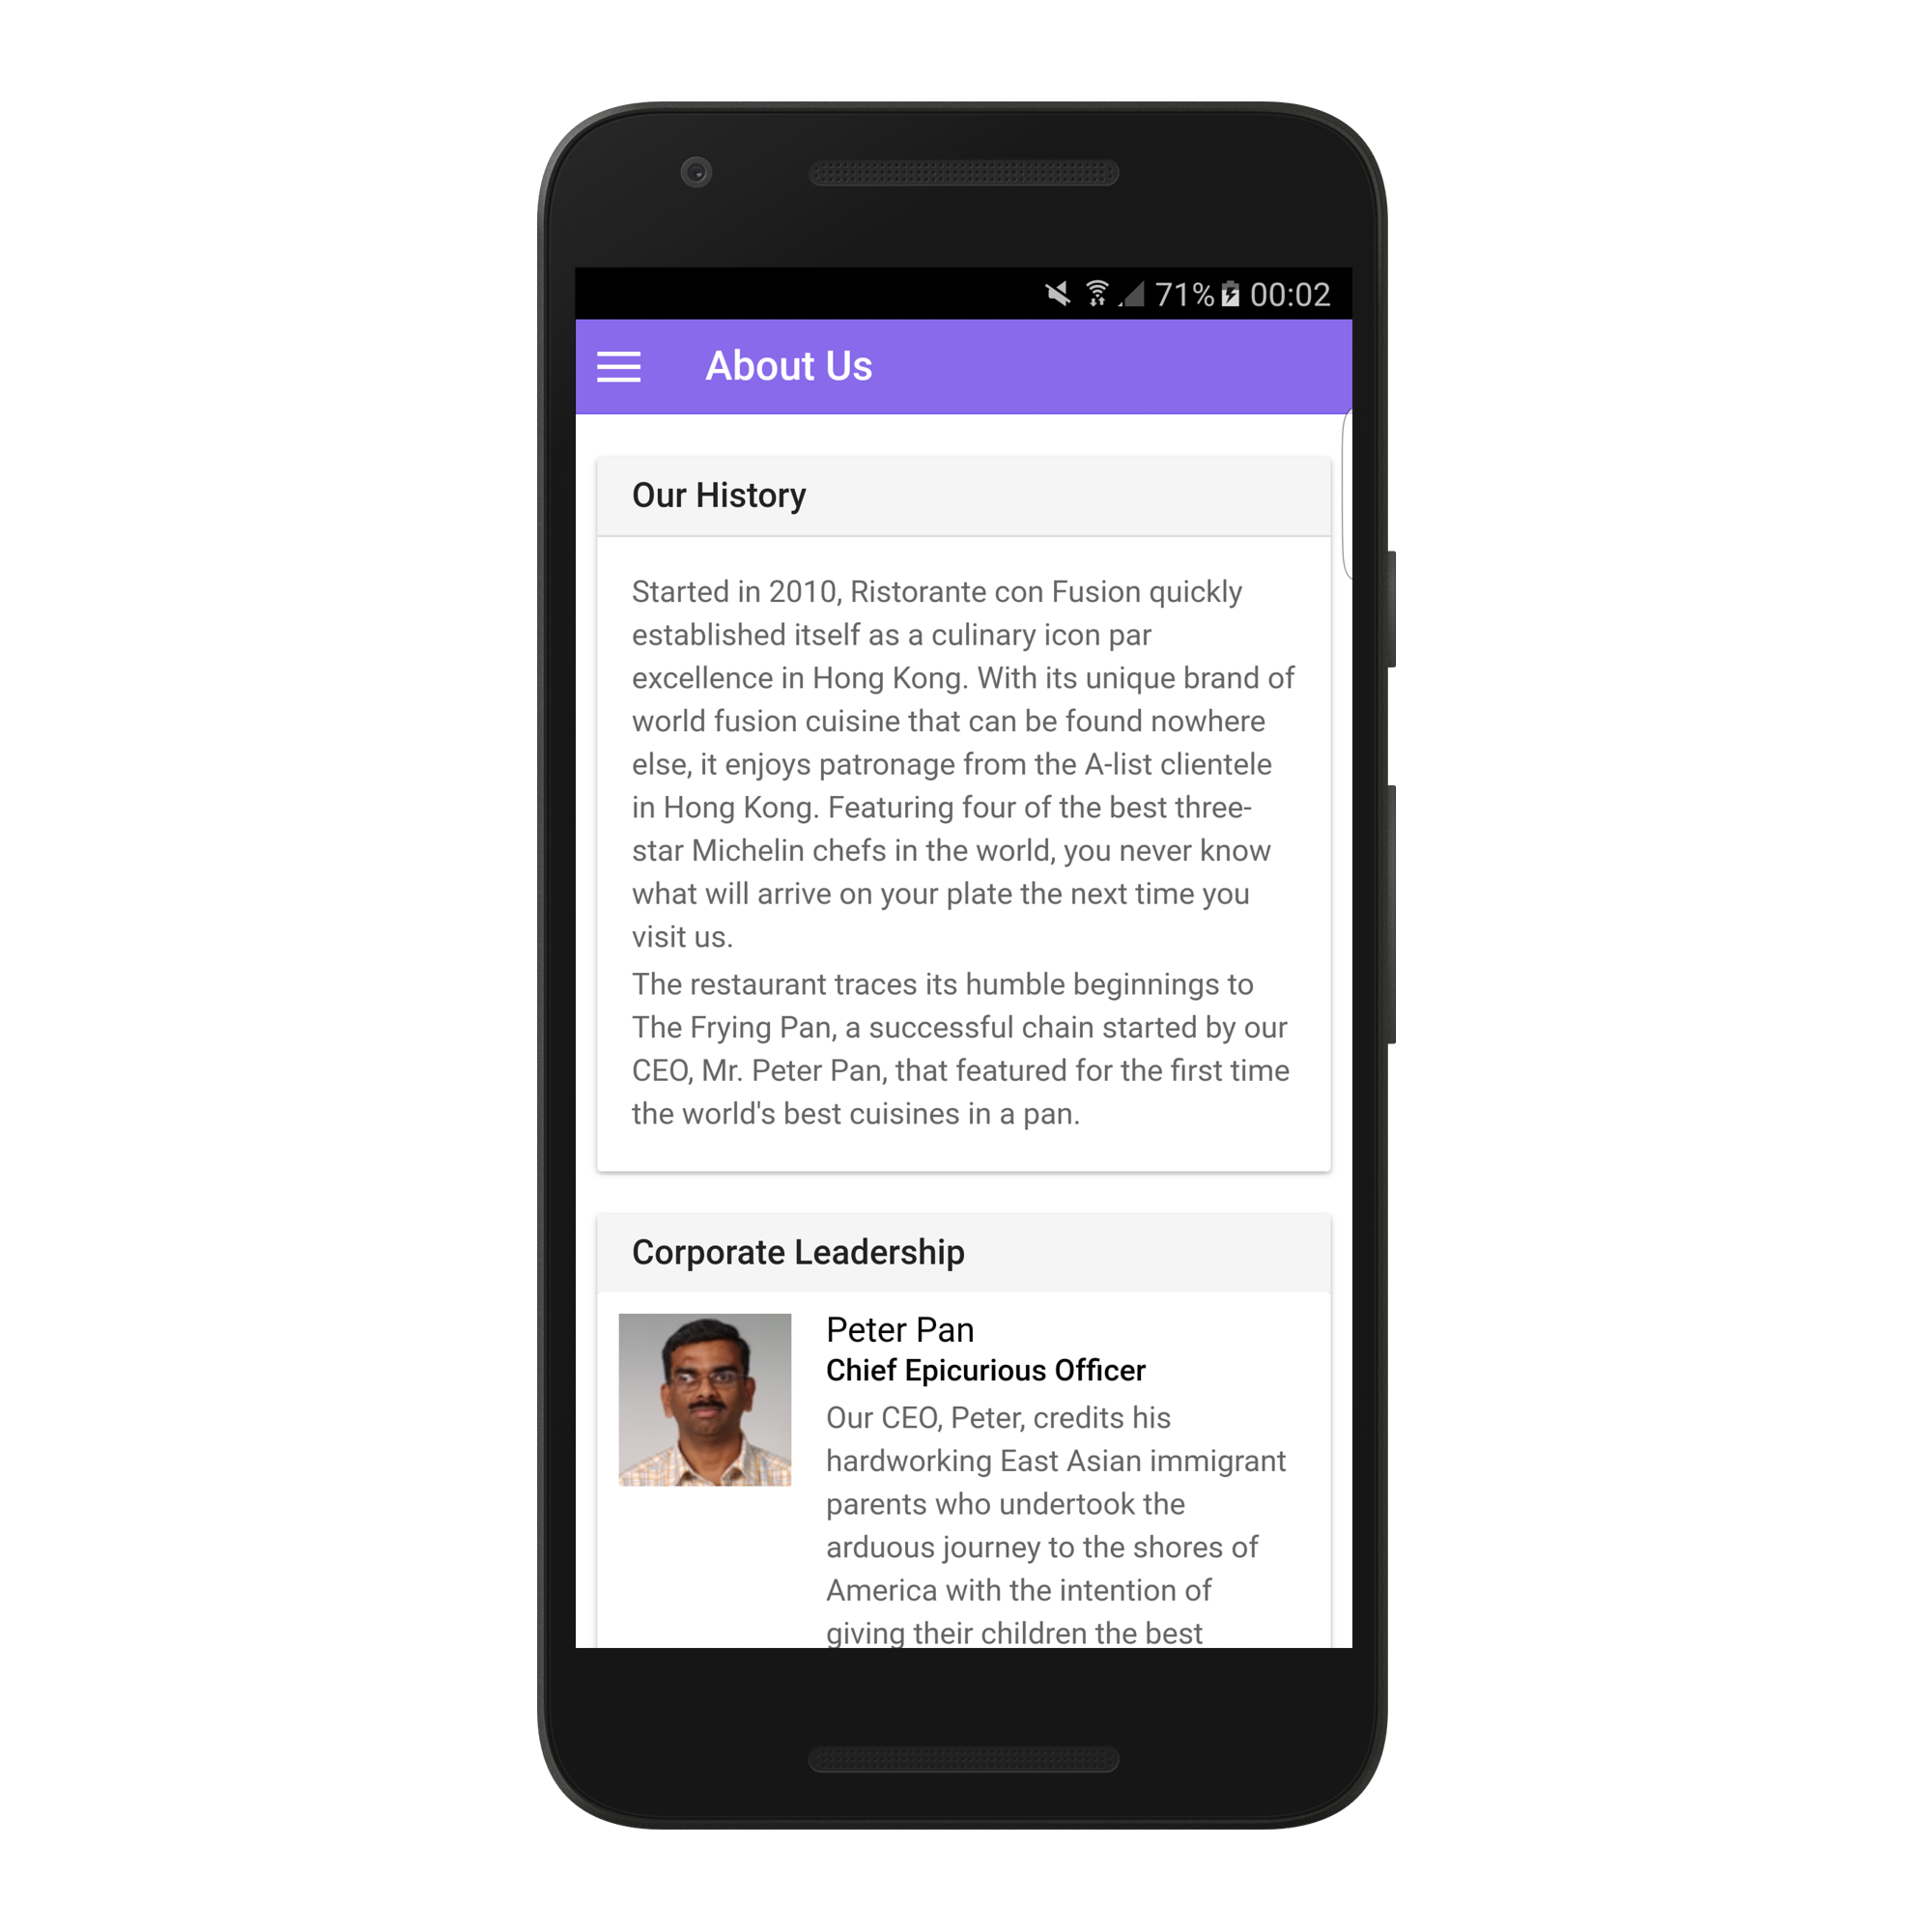 71% 00:02
About Us
Our History
Started in 2010, Ristorante con Fusion quickly
established itself as a culinary icon par
excellence in Hong Kong. With its unique brand of
world fusion cuisine that can be found nowhere
else, it enjoys patronage from the A-list clientele
in Hong Kong. Featuring four of the best three-
star Michelin chefs in the world, you never know
what will arrive on your plate the next time you
visit us.
The restaurant traces its humble beginnings to
The Frying Pan, a successful chain started by our
CEO, Mr. Peter Pan, that featured for the first time
the world's best cuisines in a pan.
Corporate Leadership
Peter Pan
Chief Epicurious Officer
Our CEO, Peter, credits his
hardworking East Asian immigrant
parents who undertook the
arduous journey to the shores of
America with the intention of
giving their children the best